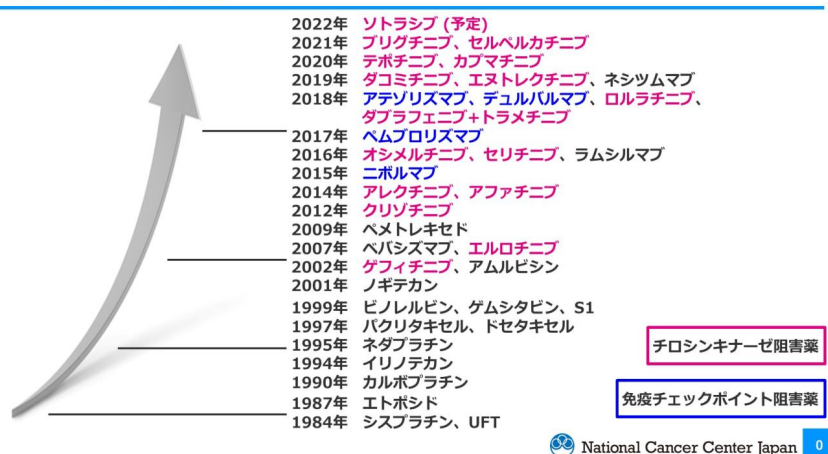 2022年 ソトラシブ (予定)
2021年 ブリグチニブ、セルペルカチニブ
2020年 テポチニブ、カプマチニブ
2019年 ダコミチニブ、エヌトレクチニブ、ネシツムマブ
2018年 アテゾリズマブ、デュルバルマブ、ロルラチニブ、
ダブラフェニブ+トラメチニブ
2017年 ペムブロリズマブ
2016年 オシメルチニブ、セリチニブ、ラムシルマブ
2015年 ニボルマブ
2014年 アレクチニブ、アファチニブ
2012年 クリゾチニブ
2009年 ペメトレキセド
2007年 ベバシズマブ、エルロチニブ
2002年 ゲフィチニブ、アムルビシン
2001年 ノギテカン
1999年 ビノレルビン、ゲムシタビン、S1
1997年 パクリタキセル、ドセタキセル
1995年 ネダプラチン
1994年 イリノテカン
1990年 カルボプラチン
1987年 エトポシド
1984年 シスプラチン、UFT
チロシンキナーゼ阻害薬
免疫チェックポイント阻害薬
National Cancer Center Japan 0